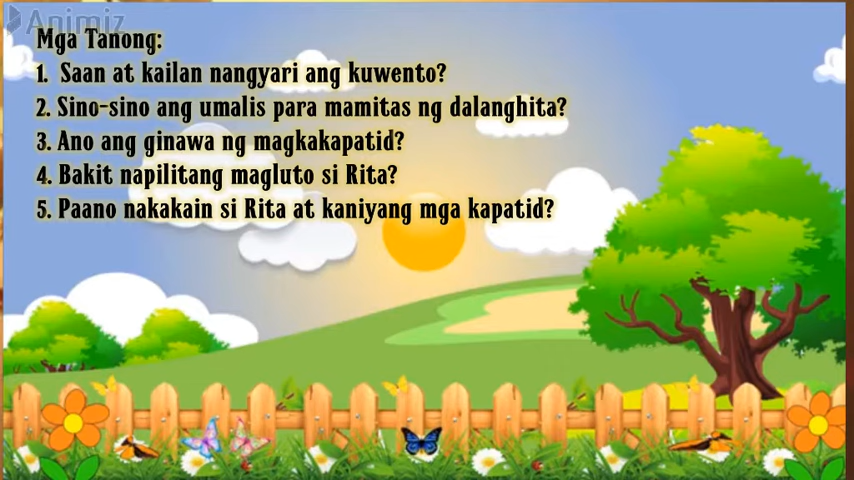 Animiz
Mga Tanong:
1. Saan at kailan nangyari ang kuwento?
2. Sino-sino ang umalis para mamitas ng dalanghita?
3. Ano ang ginawa ng magkakapatid?
4. Bakit napilitang magluto si Rita?
5. Paano nakakain si Rita at kaniyang mga kapatid?